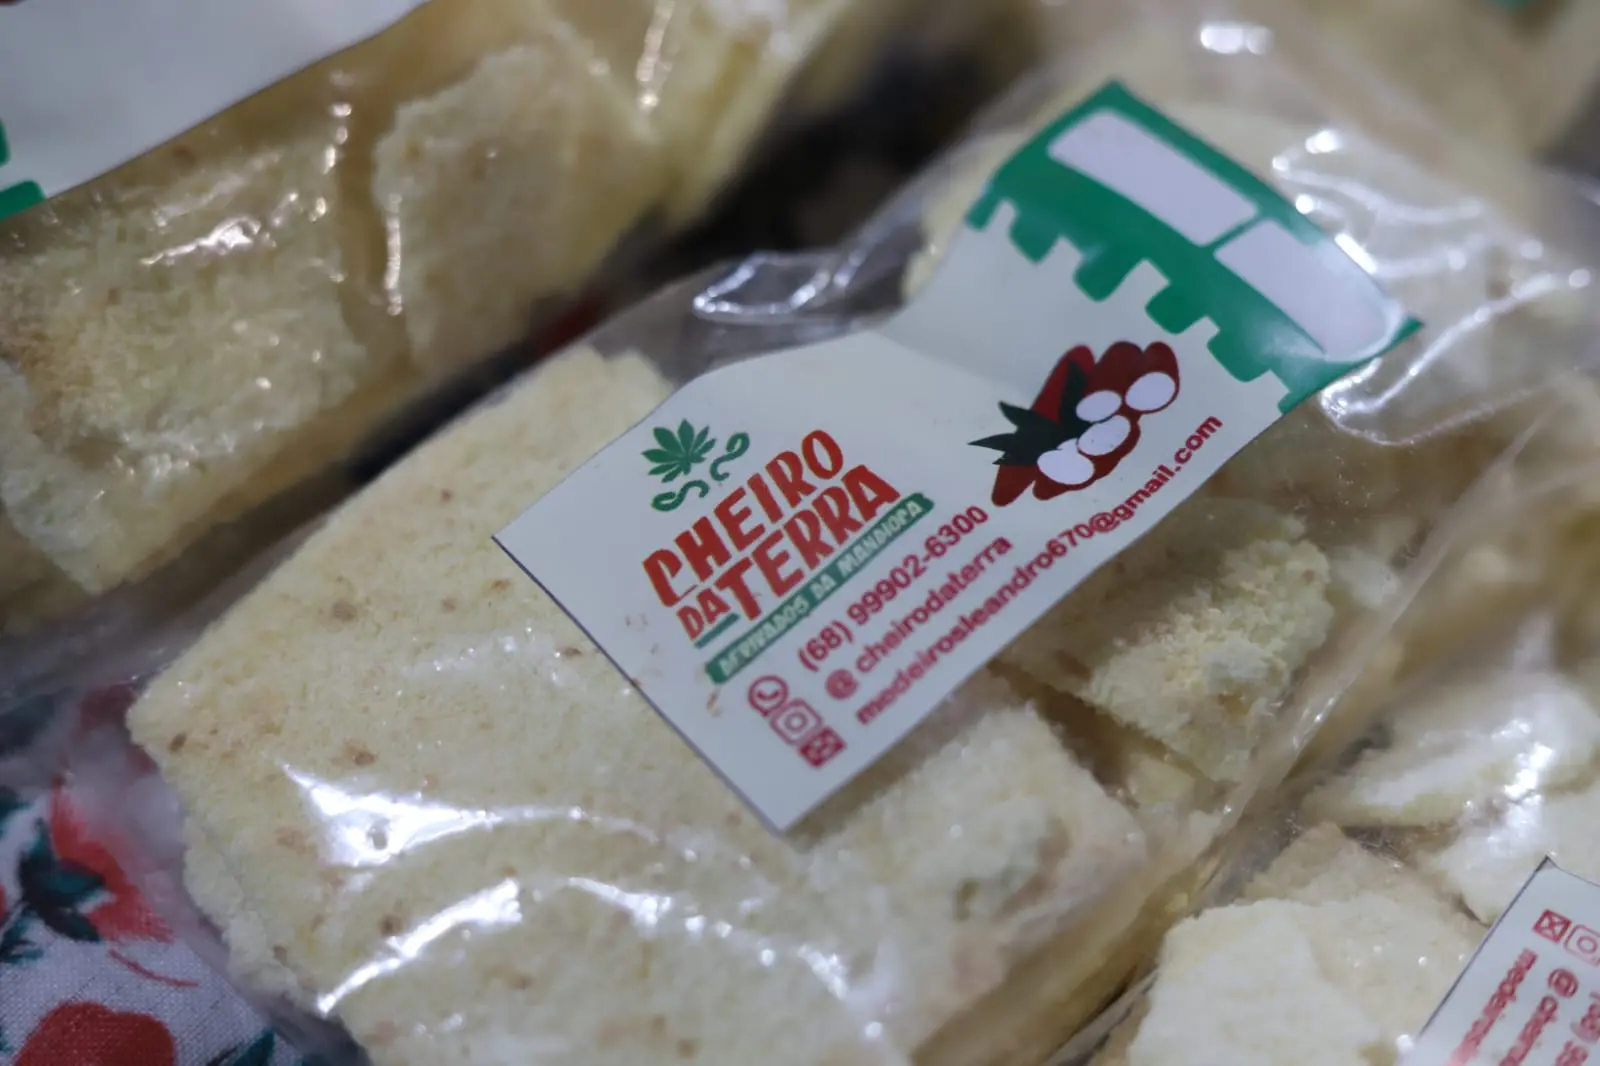 CHEIRO
DA TERRA
DERIVADOS DA MANDIOCA
(68) 99902-6300
@ cheirodaterra
medeirosleandro670@gmail.com